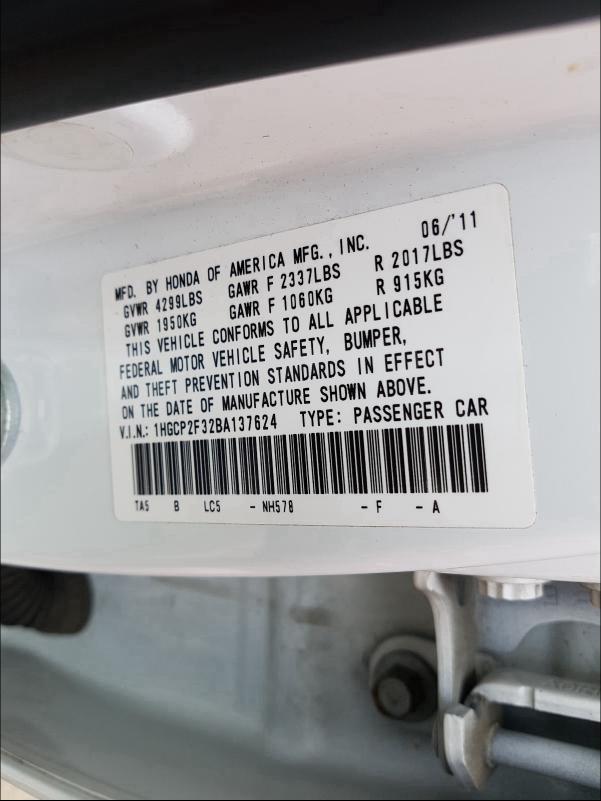 MFD. BY HONDA OF AMERICA MFG., INC. 06/'11
GVWR 4299LBS GAWR F 2337LBS R 2017LBS
GVWR 1950KG GAWR F 1060KG R 915KG
THIS VEHICLE CONFORMS TO ALL APPLICABLE
FEDERAL MOTOR VEHICLE SAFETY, BUMPER,
AND THEFT PREVENTION STANDARDS IN EFFECT
ON THE DATE OF MANUFACTURE SHOWN ABOVE.
V.I.N.: 1HGCP2F32BA137624 TYPE: PASSENGER CAR
TA5 B LC5 - NH578 - F - A